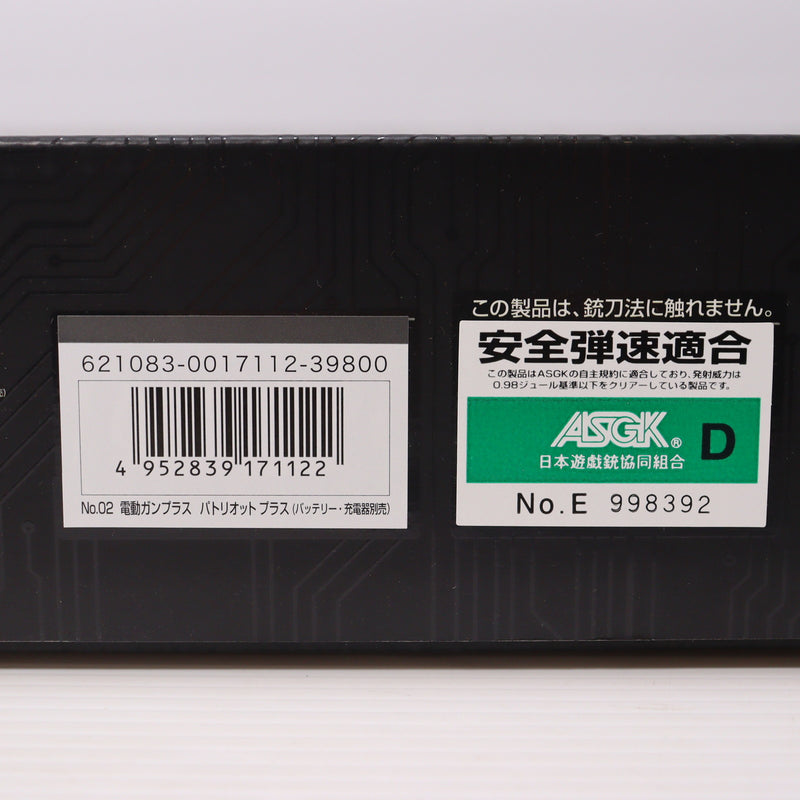 621083-0017112-39800
4 952839 171122
No.02 電動ガンプラス パトリオット プラス (バッテリー・充電器別売)
この製品は、銃刀法に触れません。
安全弾速適合
この製品はASGKの自主規約に適合しており、発射威力は
0.98ジュール基準以下をクリアーしている製品です。
ASGK® D
日本遊戯銃協同組合
No.E 998392